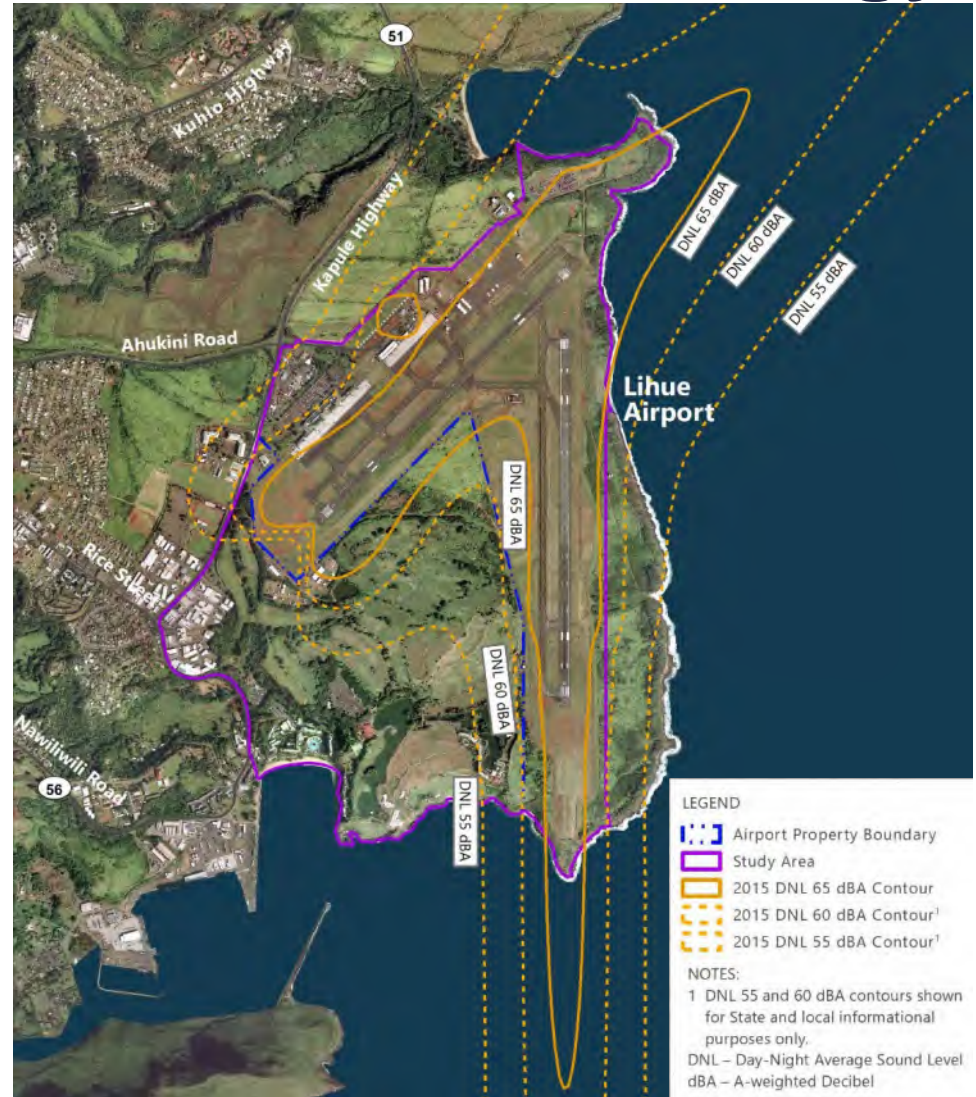 51
Kuhio Highway
Kapule Highway
Ahukini Road
DNL 65 dBA
DNL 60 dBA
DNL 55 dBA
Lihue
Airport
DNL 65 dBA
Rice Street
DNL 60 dBA
DNL 55 dBA
Nawiliwili Road
56
LEGEND
Airport Property Boundary
Study Area
2015 DNL 65 dBA Contour
2015 DNL 60 dBA Contour¹
2015 DNL 55 dBA Contour¹
NOTES:
1 DNL 55 and 60 dBA contours shown
for State and local informational
purposes only.
DNL – Day-Night Average Sound Level
dBA – A-weighted Decibel